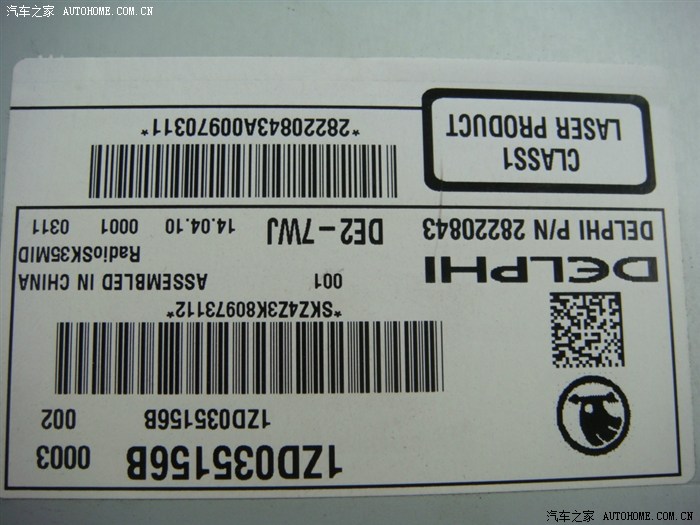 汽车之家 AUTOHOME.COM.CN
1ZD035156B 0003
1ZD035156B 002
*SKZ4Z3K80973112*
DELPHI 001 ASSEMBLED IN CHINA
RadioSK35MID
DELPHI P/N 28220843 DE2-7WJ 14.04.10 0001 0311
CLASS1
LASER PRODUCT
*28220843A00970311*
汽车之家 AUTOHOME.COM.CN